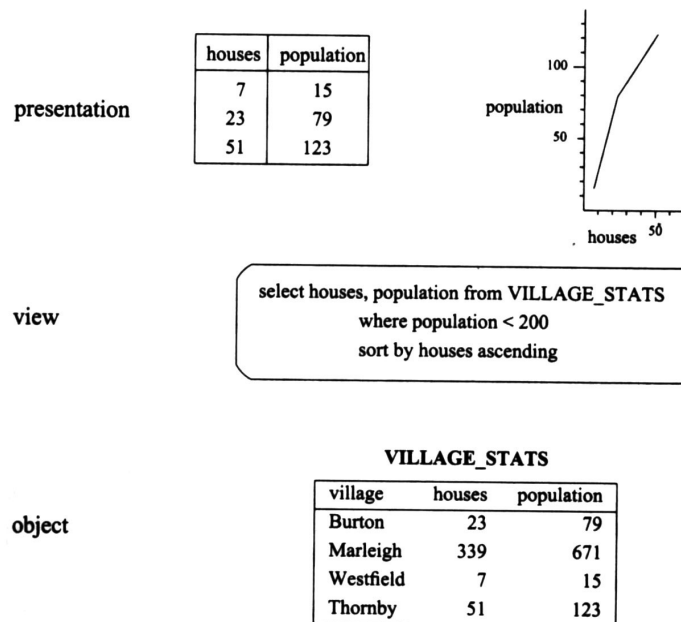 presentation
houses population
7 15
23 79
51 123
100
population
50
houses 50
view
select houses, population from VILLAGE_STATS
where population < 200
sort by houses ascending
object
VILLAGE_STATS
village houses population
Burton 23 79
Marleigh 339 671
Westfield 7 15
Thornby 51 123